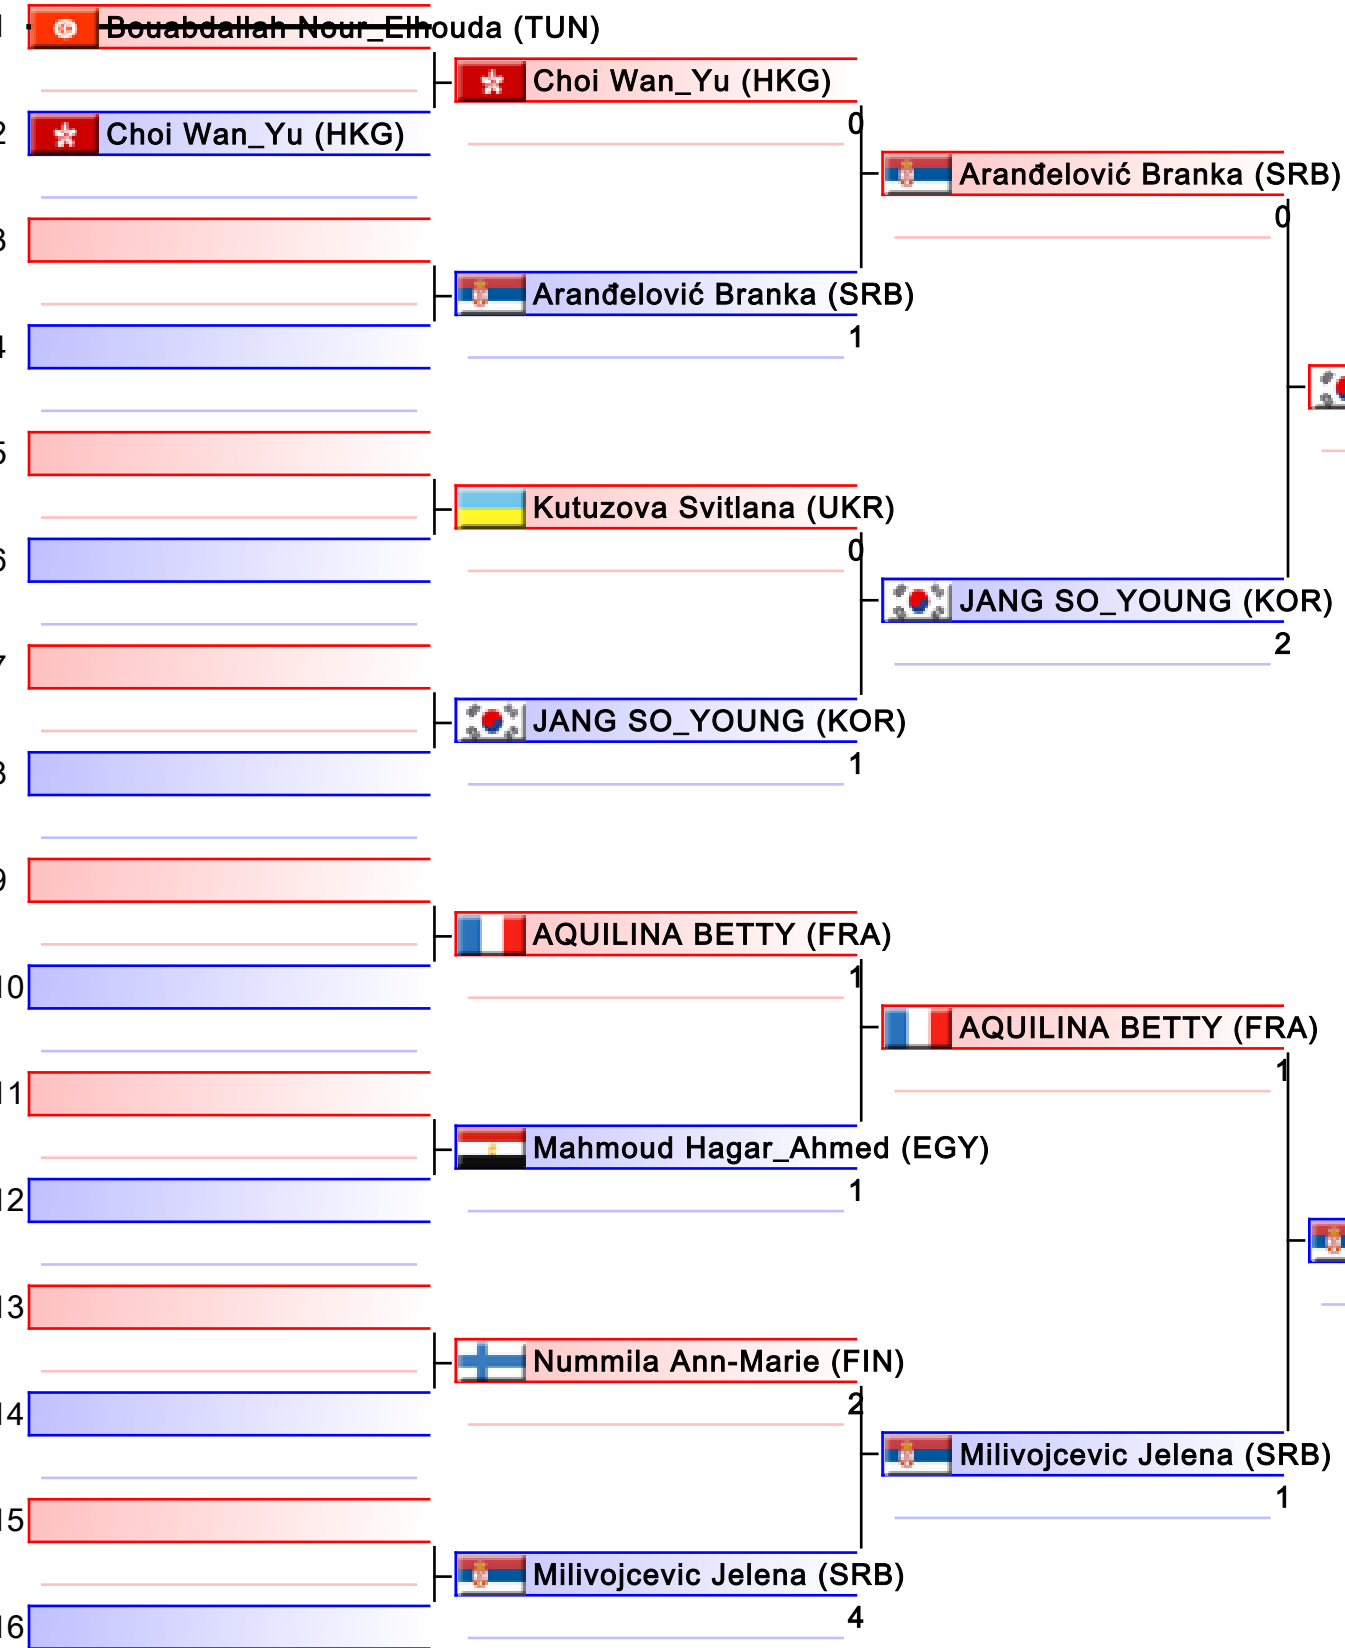 1 Bouabdallah Nour_Elhouda (TUN)
Choi Wan_Yu (HKG)
0
2 Choi Wan_Yu (HKG)
Aranđelović Branka (SRB)
0
3
Aranđelović Branka (SRB)
1
4
5
Kutuzova Svitlana (UKR)
0
6
JANG SO_YOUNG (KOR)
2
7
JANG SO_YOUNG (KOR)
1
8
9
AQUILINA BETTY (FRA)
1
10
AQUILINA BETTY (FRA)
1
11
Mahmoud Hagar_Ahmed (EGY)
1
12
13
Nummila Ann-Marie (FIN)
2
14
Milivojcevic Jelena (SRB)
1
15
Milivojcevic Jelena (SRB)
4
16